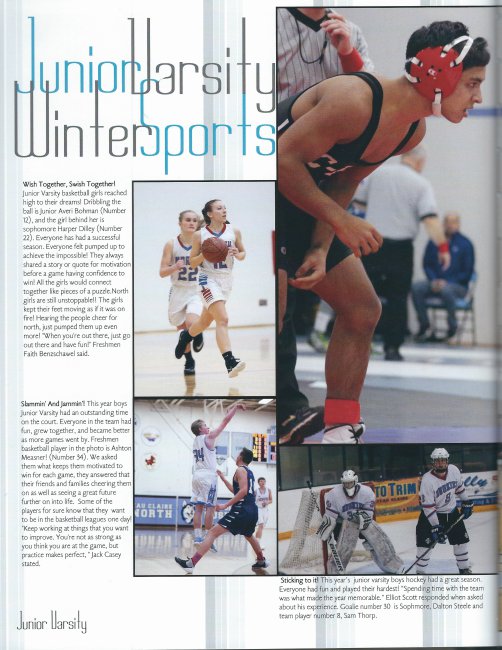 Junior Varsity
Winter Sports
Wish Together, Swish Together!
Junior Varsity basketball girls reached
high to their dreams! Dribbling the
ball is Junior Averi Bohman (Number
12), and the girl behind her is
sophomore Harper Dilley (Number
22). Everyone has had a successful
season. Everyone felt pumped up to
achieve the impossible! They always
shared a story or quote for motivation
before a game having confidence to
win! All the girls would connect
together like pieces of a puzzle.North
girls are still unstoppable!! The girls
kept their feet moving as if it was on
fire! Hearing the people cheer for
north, just pumped them up even
more! "When you're out there, just go
out there and have fun!" Freshmen
Faith Benzschawel said.
22
12
Slammin' And Jammin'! This year boys
Junior Varsity had an outstanding time
on the court. Everyone in the team had
fun, grew together, and became better
as more games went by. Freshmen
basketball player in the photo is Ashton
Measner! (Number 34). We asked
them what keeps them motivated to
win for each game, they answered that
their friends and families cheering them
on as well as seeing a great future
further on into life. Some of the
players for sure know that they want
to be in the basketball leagues one day!
"Keep working at things that you want
to improve. You're not as strong as
you think you are at the game, but
practice makes perfect, " Jack Casey
stated.
34
EAU CLAIRE
NORTH
TO TRIM
8
Sticking to it! This year's junior varsity boys hockey had a great season.
Everyone had fun and played their hardest! "Spending time with the team
was what made the year memorable." Elliot Scott responded when asked
about his experience. Goalie number 30 is Sophmore, Dalton Steele and
team player number 8, Sam Thorp.
Junior Varsity